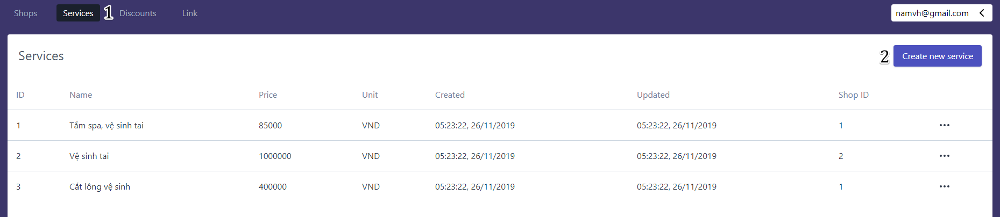 Shops Services 1 Discounts Link namvh@gmail.com
Services 2 Create new service
ID Name Price Unit Created Updated Shop ID
1 Tắm spa, vệ sinh tai 85000 VND 05:23:22, 26/11/2019 05:23:22, 26/11/2019 1
2 Vệ sinh tai 1000000 VND 05:23:22, 26/11/2019 05:23:22, 26/11/2019 2
3 Cắt lông vệ sinh 400000 VND 05:23:22, 26/11/2019 05:23:22, 26/11/2019 1